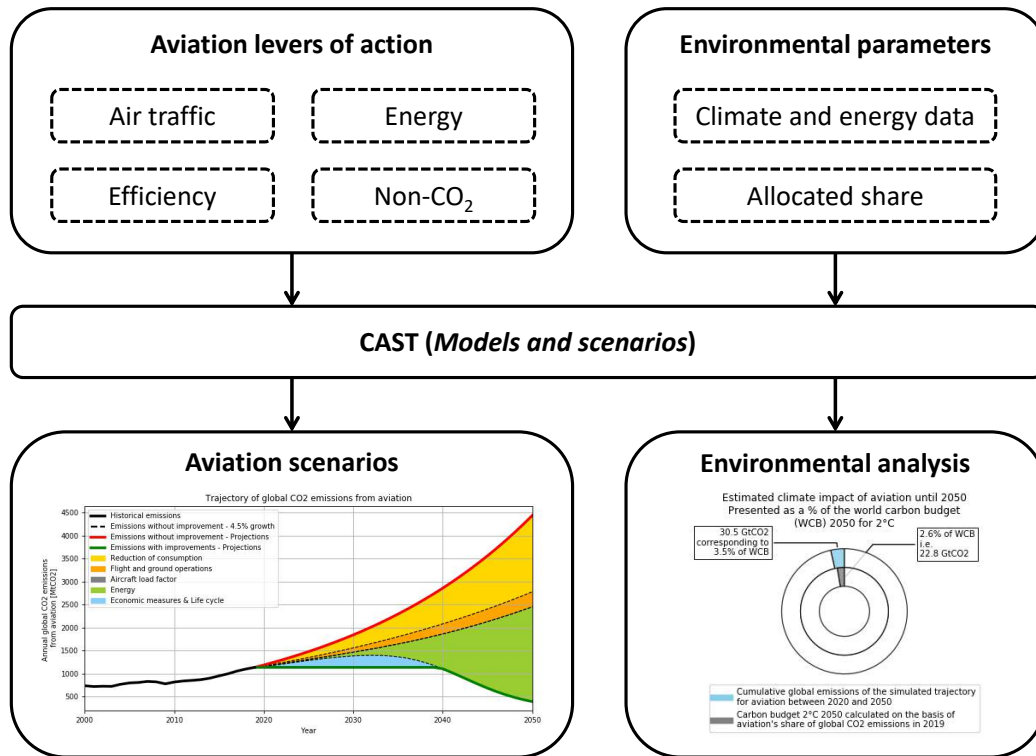 Aviation levers of action
Air traffic
Energy
Efficiency
Non-CO₂
Environmental parameters
Climate and energy data
Allocated share
CAST (Models and scenarios)
Aviation scenarios
Trajectory of global CO2 emissions from aviation
Historical emissions
Emissions without improvement - 4.5% growth
Emissions without improvement - Projections
Emissions with improvements - Projections
Reduction of consumption
Flight and ground operations
Aircraft load factor
Energy
Economic measures & Life cycle
Annual global CO2 emissions
from aviation [MtCO2]
4500
4000
3500
3000
2500
2000
1500
1000
500
2000
2010
2020
2030
2040
2050
Year
Environmental analysis
Estimated climate impact of aviation until 2050
Presented as a % of the world carbon budget
(WCB) 2050 for 2°C
30.5 GtCO2
corresponding to
3.5% of WCB
2.6% of WCB
i.e.
22.8 GtCO2
Cumulative global emissions of the simulated trajectory
for aviation between 2020 and 2050
Carbon budget 2°C 2050 calculated on the basis of
aviation's share of global CO2 emissions in 2019